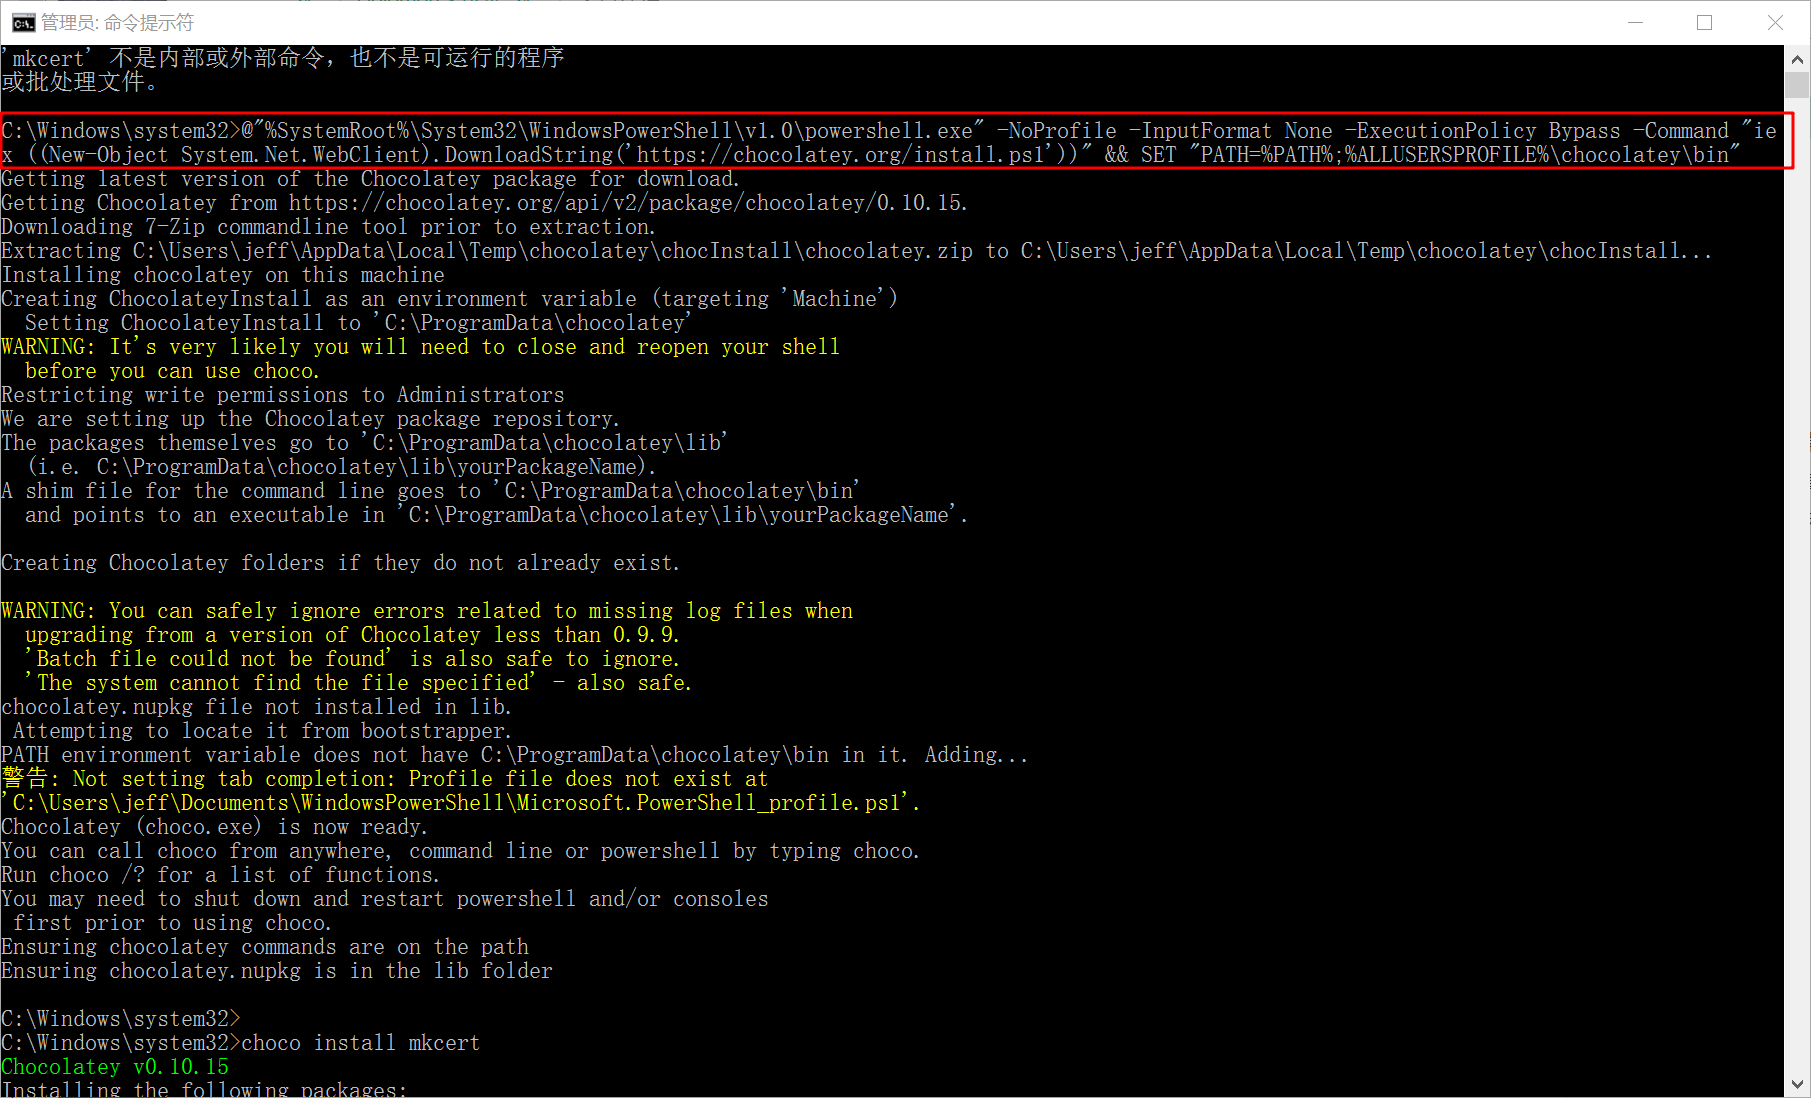 管理员: 命令提示符
'mkcert' 不是内部或外部命令，也不是可运行的程序
或批处理文件。
C:\Windows\system32>@"%SystemRoot%\System32\WindowsPowerShell\v1.0\powershell.exe" -NoProfile -InputFormat None -ExecutionPolicy Bypass -Command "ie
x ((New-Object System.Net.WebClient).DownloadString('https://chocolatey.org/install.ps1'))" && SET "PATH=%PATH%;%ALLUSERSPROFILE%\chocolatey\bin"
Getting latest version of the Chocolatey package for download.
Getting Chocolatey from https://chocolatey.org/api/v2/package/chocolatey/0.10.15.
Downloading 7-Zip commandline tool prior to extraction.
Extracting C:\Users\jeff\AppData\Local\Temp\chocolatey\chocInstall\chocolatey.zip to C:\Users\jeff\AppData\Local\Temp\chocolatey\chocInstall...
Installing chocolatey on this machine
Creating ChocolateyInstall as an environment variable (targeting 'Machine')
  Setting ChocolateyInstall to 'C:\ProgramData\chocolatey'
WARNING: It's very likely you will need to close and reopen your shell
  before you can use choco.
Restricting write permissions to Administrators
We are setting up the Chocolatey package repository.
The packages themselves go to 'C:\ProgramData\chocolatey\lib'
  (i.e. C:\ProgramData\chocolatey\lib\yourPackageName).
A shim file for the command line goes to 'C:\ProgramData\chocolatey\bin'
  and points to an executable in 'C:\ProgramData\chocolatey\lib\yourPackageName'.
Creating Chocolatey folders if they do not already exist.
WARNING: You can safely ignore errors related to missing log files when
  upgrading from a version of Chocolatey less than 0.9.9.
  'Batch file could not be found' is also safe to ignore.
  'The system cannot find the file specified' - also safe.
chocolatey.nupkg file not installed in lib.
 Attempting to locate it from bootstrapper.
PATH environment variable does not have C:\ProgramData\chocolatey\bin in it. Adding...
警告: Not setting tab completion: Profile file does not exist at
'C:\Users\jeff\Documents\WindowsPowerShell\Microsoft.PowerShell_profile.ps1'.
Chocolatey (choco.exe) is now ready.
You can call choco from anywhere, command line or powershell by typing choco.
Run choco /? for a list of functions.
You may need to shut down and restart powershell and/or consoles
 first prior to using choco.
Ensuring chocolatey commands are on the path
Ensuring chocolatey.nupkg is in the lib folder
C:\Windows\system32>
C:\Windows\system32>choco install mkcert
Chocolatey v0.10.15
Installing the following packages: